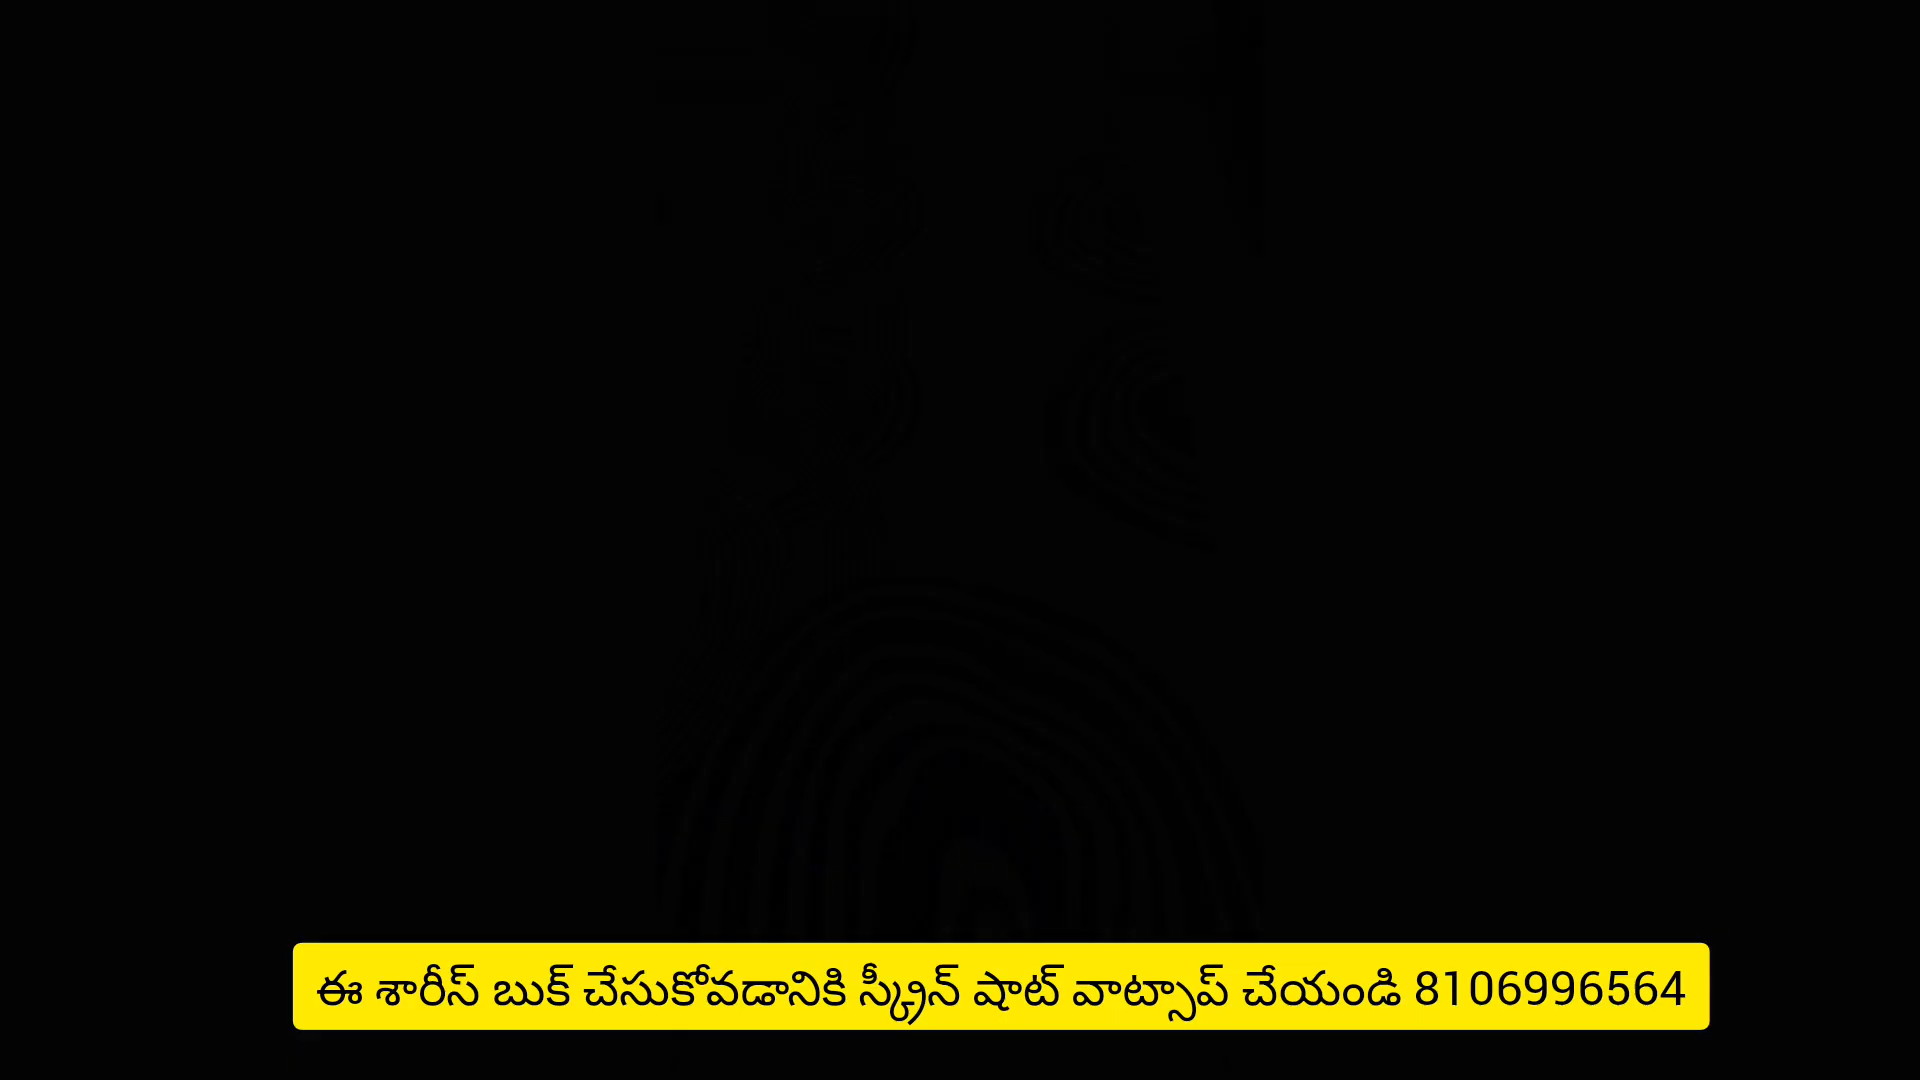 ఈ శారీస్ బుక్ చేసుకోవడానికి స్క్రీన్ షాట్ వాట్సాప్ చేయండి 8106996564